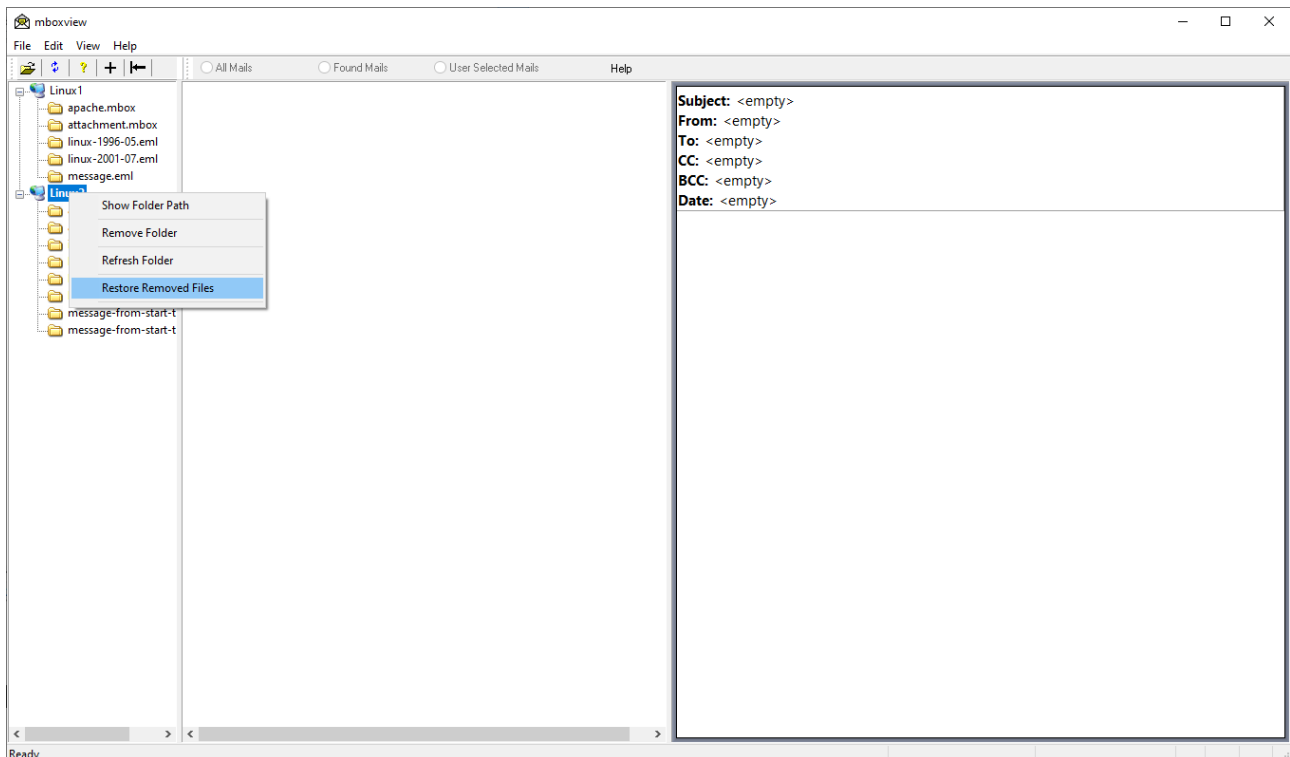 mboxview
File Edit View Help
All Mails Found Mails User Selected Mails Help
Linux1
apache.mbox
attachment.mbox
linux-1996-05.eml
linux-2001-07.eml
message.eml
Show Folder Path
Remove Folder
Refresh Folder
Restore Removed Files
message-from-start-t
message-from-start-t
Subject: <empty>
From: <empty>
To: <empty>
CC: <empty>
BCC: <empty>
Date: <empty>
Ready